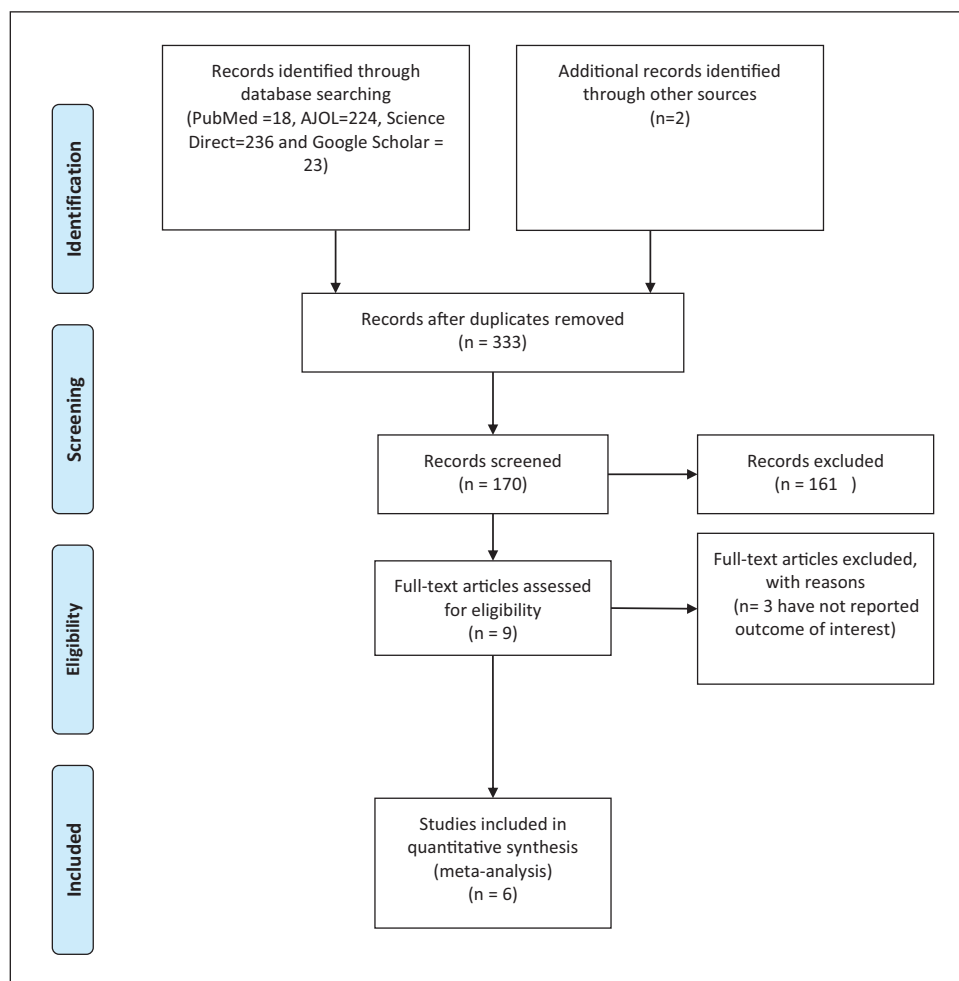 Identification
Records identified through
database searching
(PubMed =18, AJOL=224, Science
Direct=236 and Google Scholar =
23)
Additional records identified
through other sources
(n=2)
Screening
Records after duplicates removed
(n = 333)
Records screened
(n = 170)
Records excluded
(n = 161 )
Eligibility
Full-text articles assessed
for eligibility
(n = 9)
Full-text articles excluded,
with reasons
(n= 3 have not reported
outcome of interest)
Included
Studies included in
quantitative synthesis
(meta-analysis)
(n = 6)